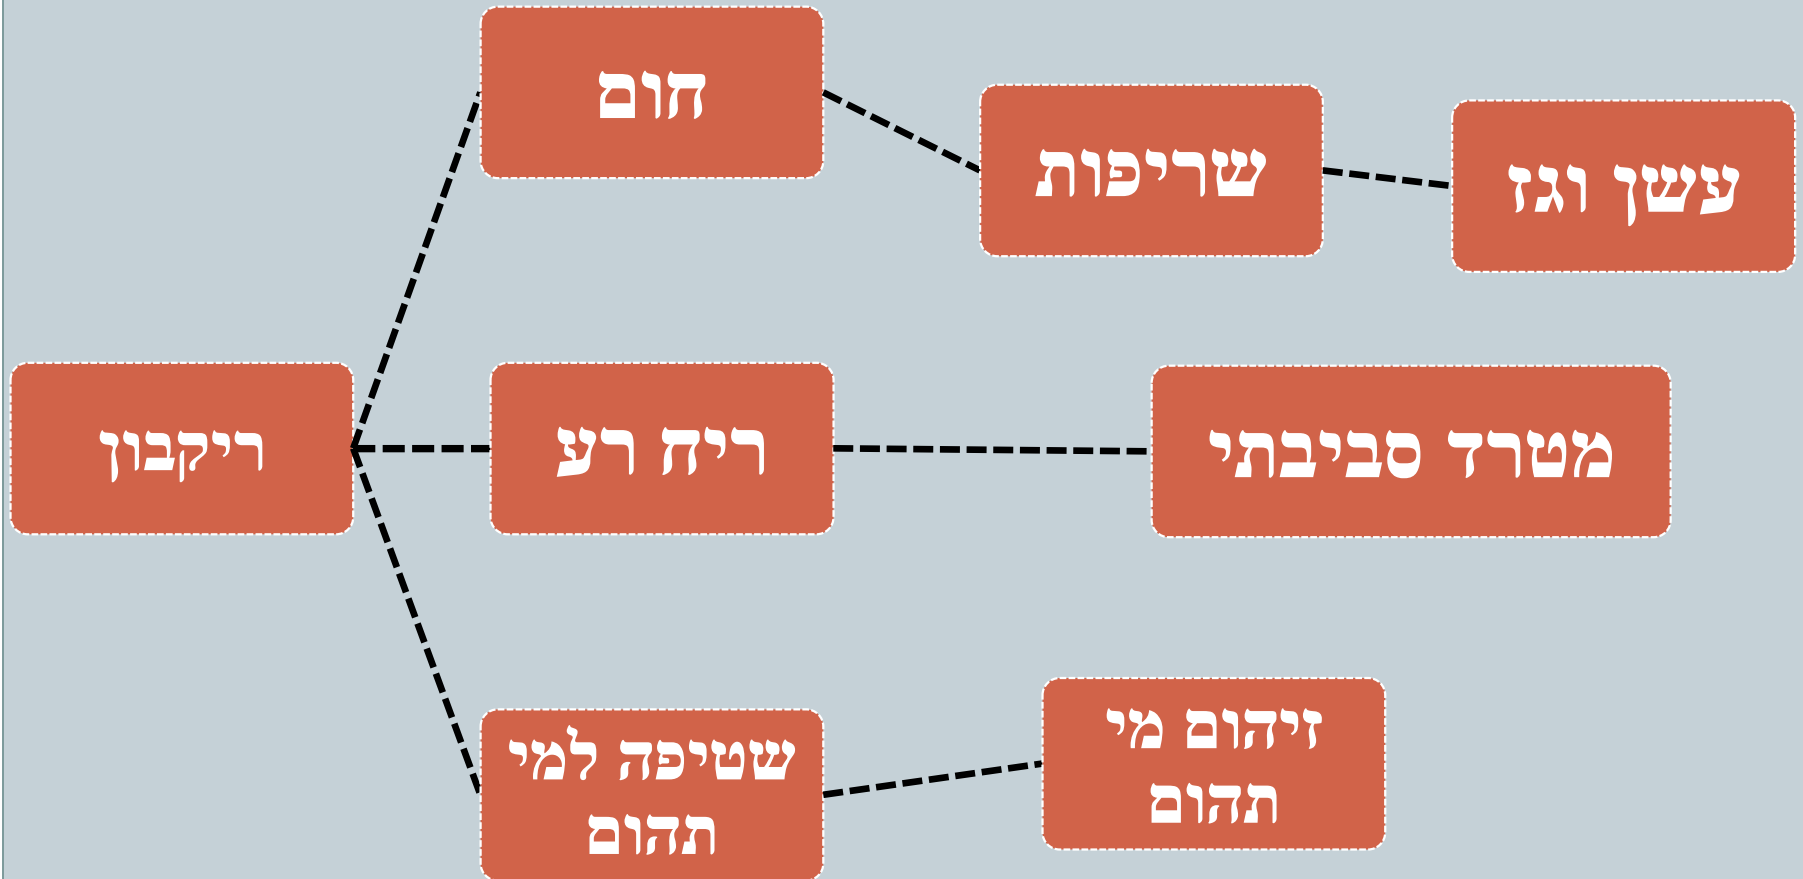 ריקבון
חום
שריפות
עשן וגז
ריח רע
מטרד סביבתי
שטיפה למי
תהום
זיהום מי
תהום